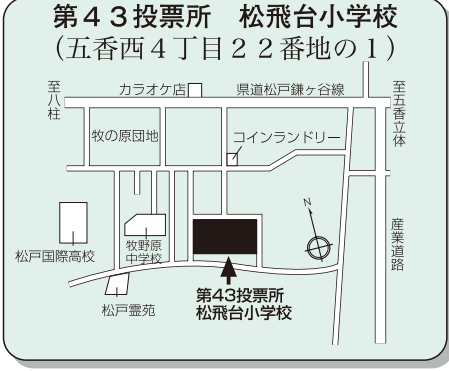 第４３投票所　松飛台小学校
（五香西４丁目２２番地の１）
至八柱
カラオケ店
県道松戸鎌ヶ谷線
至五香立体
牧の原団地
コインランドリー
N
産業道路
松戸国際高校
牧野原
中学校
松戸霊苑
第43投票所
松飛台小学校